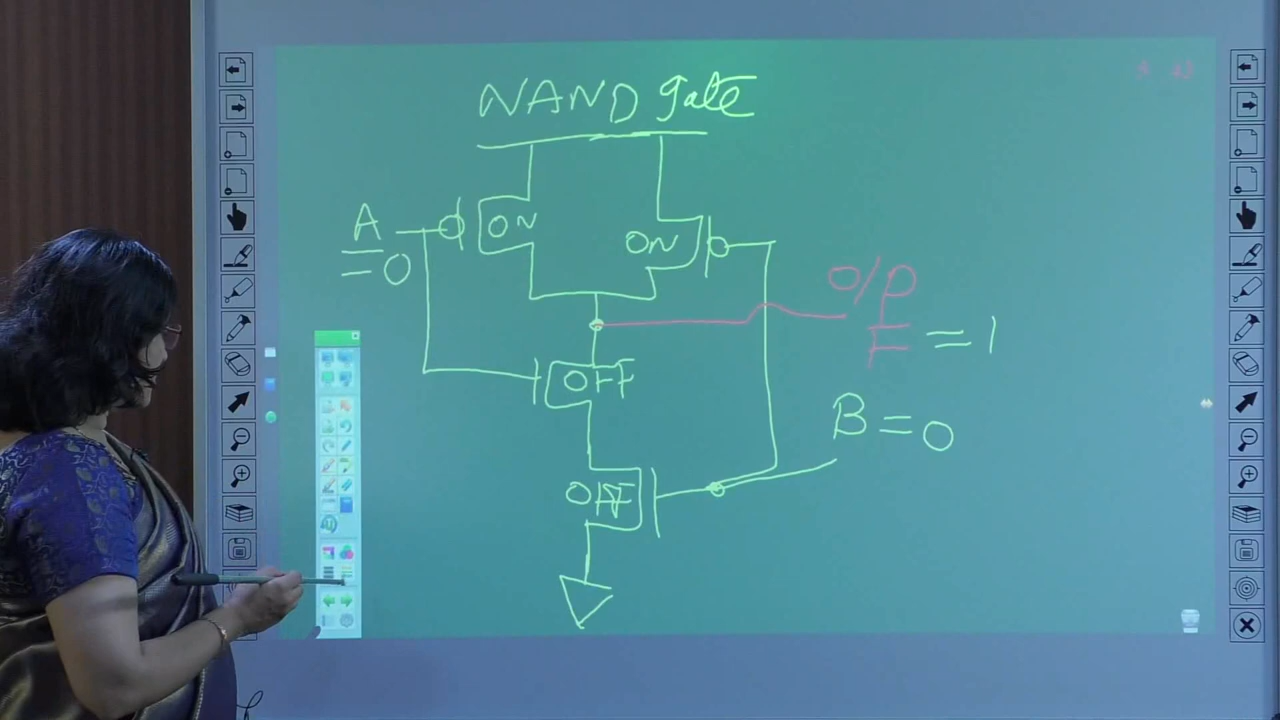 NAND gate
A
= 0
ON
ON
O/P
F = 1
OFF
B = 0
OFF